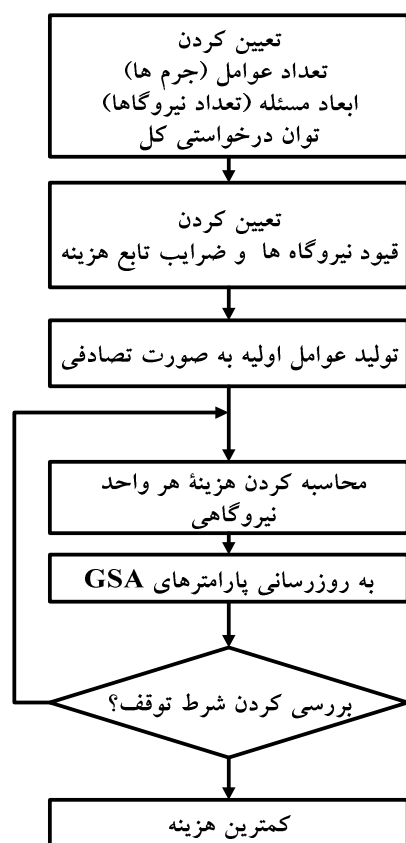 تعیین کردن
تعداد عوامل (جرم ها)
ابعاد مسئله (تعداد نیروگاها)
توان درخواستی کل
تعیین کردن
قیود نیروگاه ها و ضرایب تابع هزینه
تولید عوامل اولیه به صورت تصادفی
محاسبه کردن هزینهٔ هر واحد
نیروگاهی
به روزرسانی پارامترهای GSA
بررسی کردن شرط توقف؟
کمترین هزینه